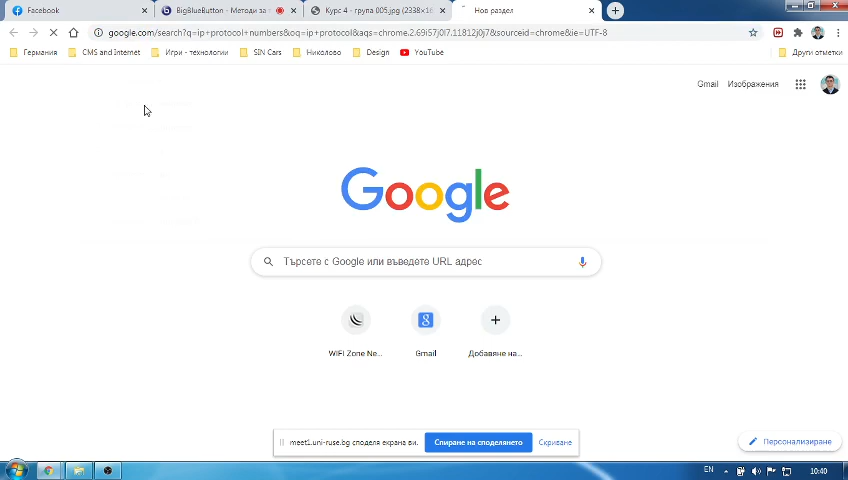 Facebook
BigBlueButton - Методи за
Курс 4 - група 005.jpg (2338×16
Нов раздел
google.com/search?q=ip+protocol+numbers&oq=ip+protocol&aqs=chrome.2.69i57j0l7.11812j0j7&sourceid=chrome&ie=UTF-8
Германия
CMS and Internet
Игри - технологии
SIN Cars
Николово
Design
YouTube
Други отметки
Gmail
Изображения
Google
Търсете с Google или въведете URL адрес
WIFI Zone Ne...
Gmail
Добавяне на...
meet1.uni-ruse.bg споделя екрана ви.
Спиране на споделянето
Скриване
Персонализиране
EN
10:40